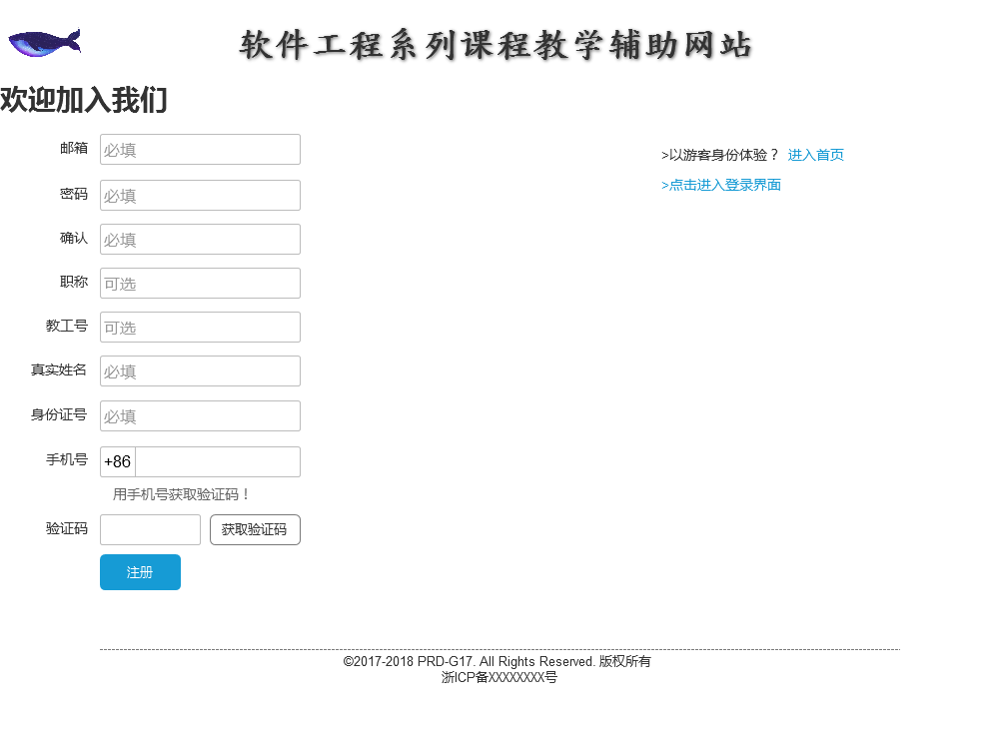 软件工程系列课程教学辅助网站
欢迎加入我们
邮箱 必填
>以游客身份体验？ 进入首页
密码 必填
>点击进入登录界面
确认 必填
职称 可选
教工号 可选
真实姓名 必填
身份证号 必填
手机号 +86
用手机号获取验证码！
验证码 获取验证码
注册
©2017-2018 PRD-G17. All Rights Reserved. 版权所有
浙ICP备XXXXXXXX号